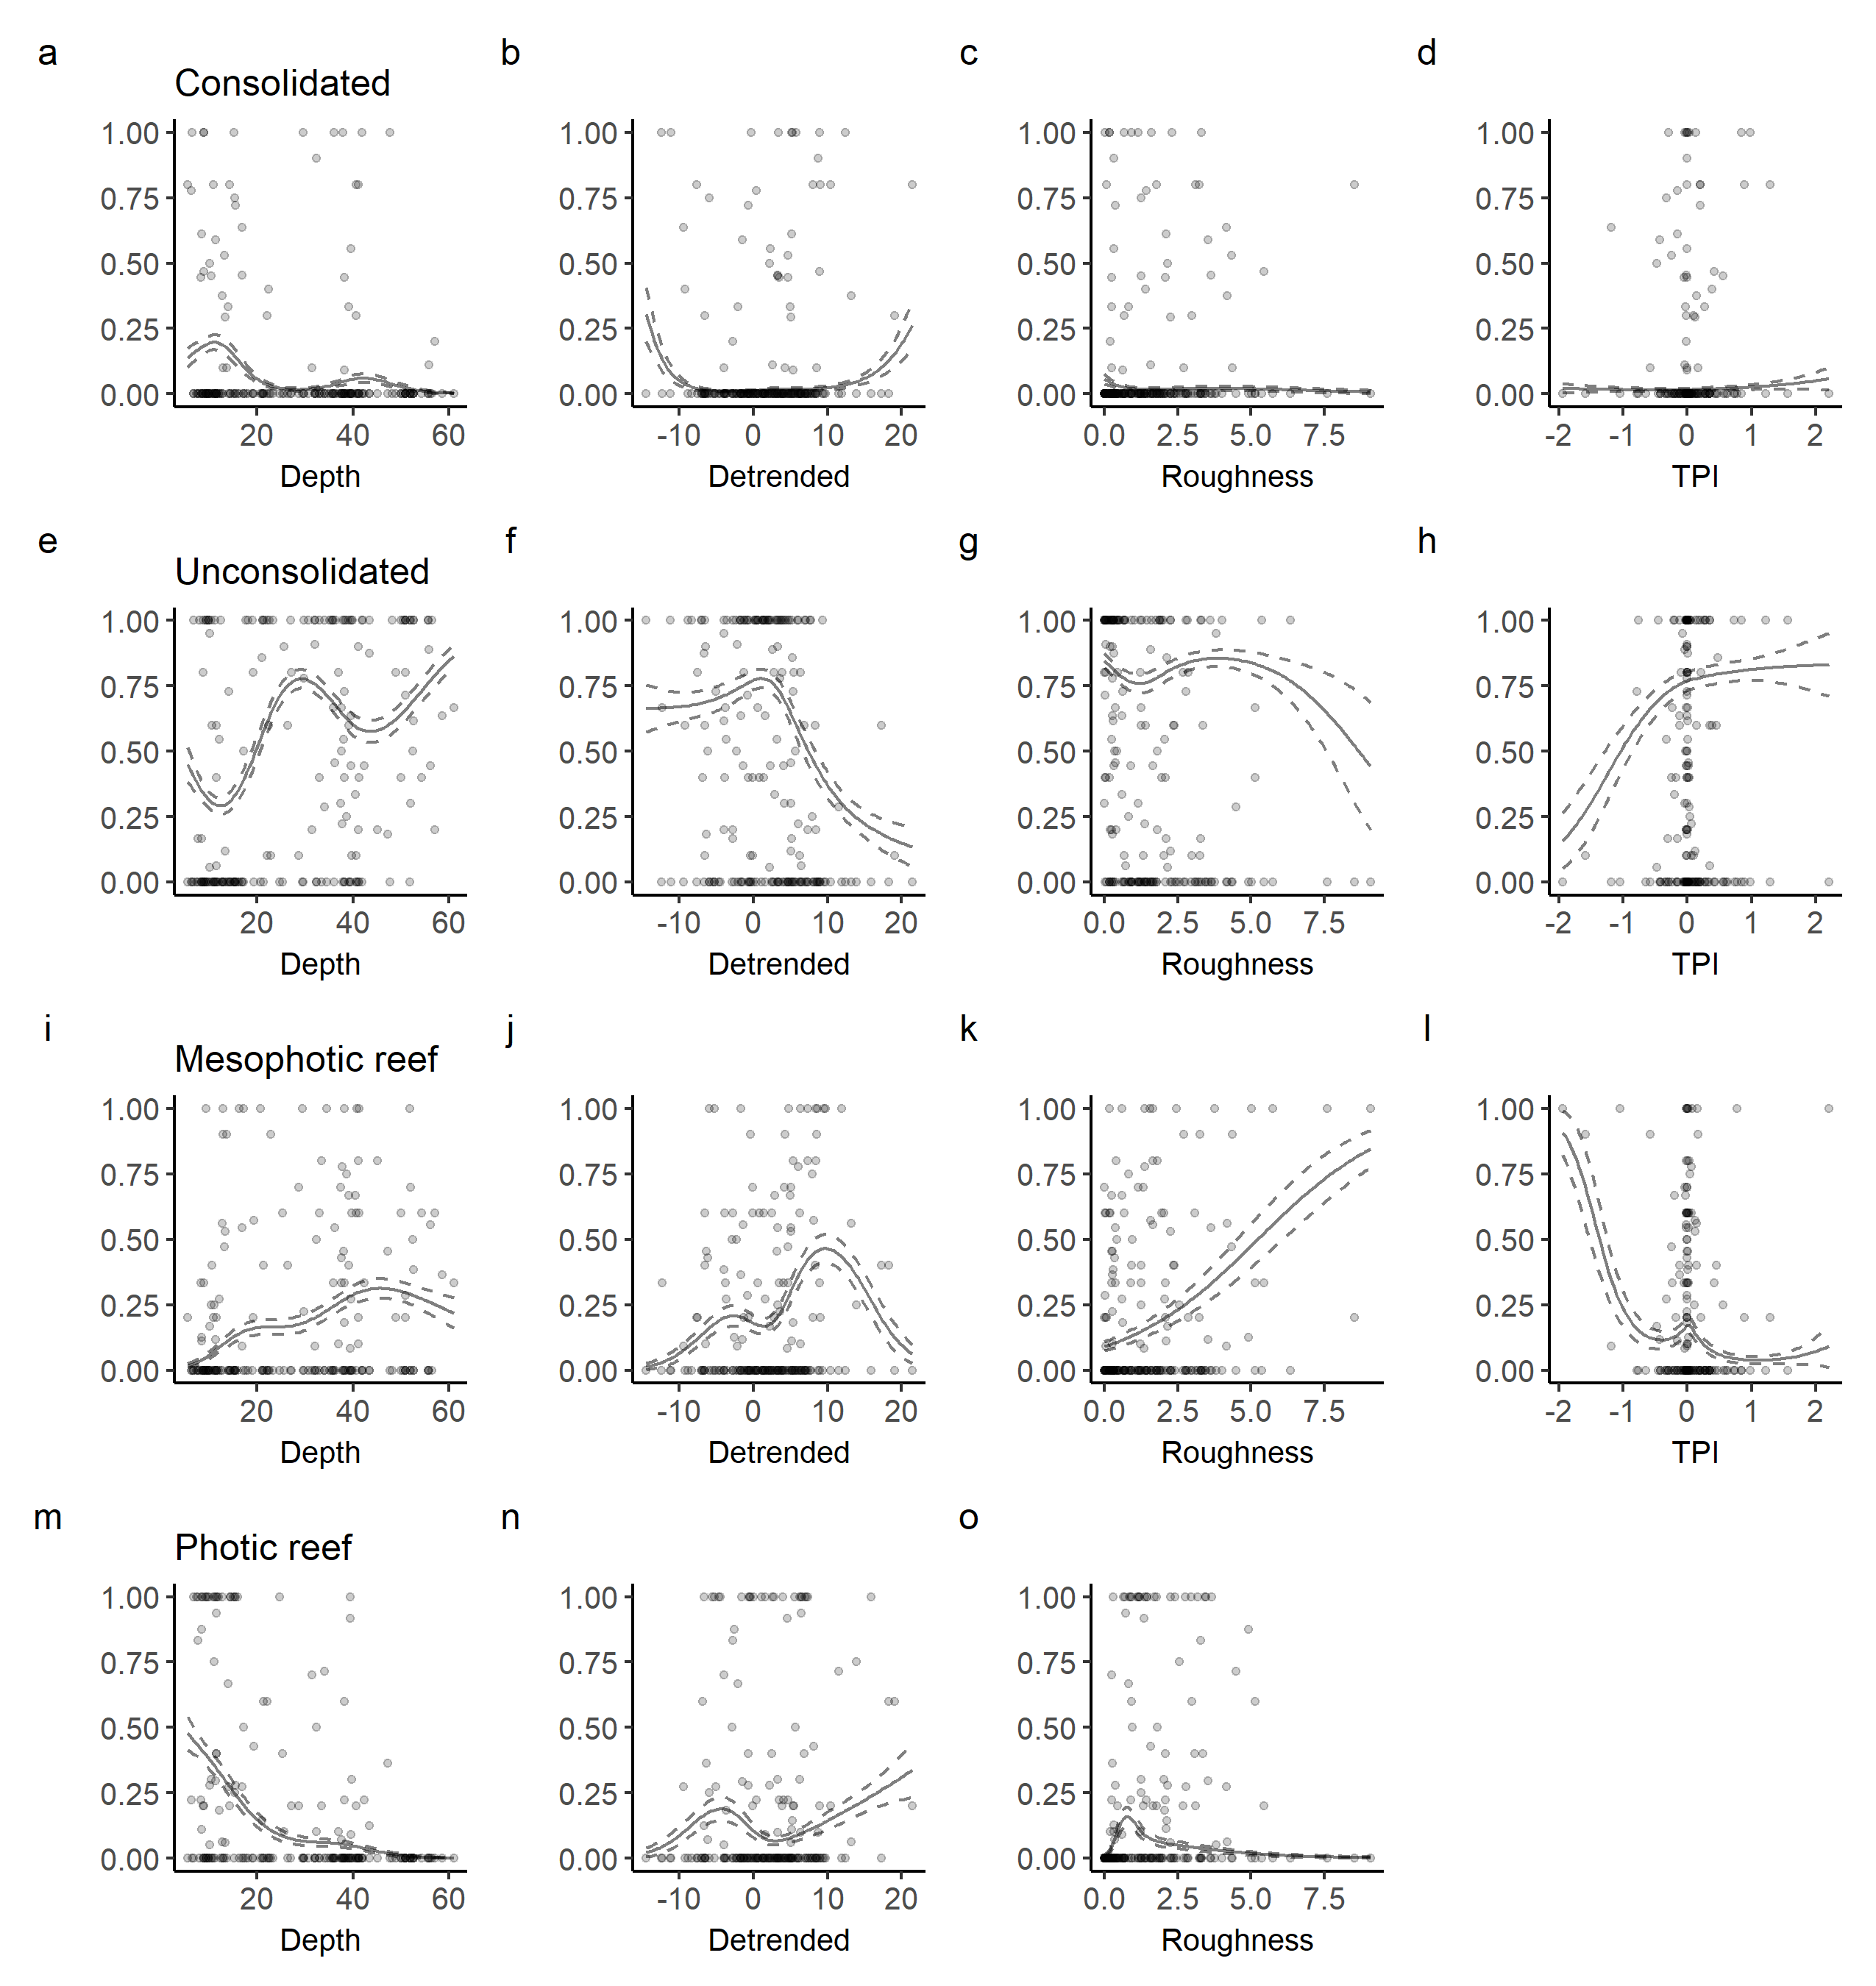 a b c d
Consolidated
1.00 1.00 1.00 1.00
0.75 0.75 0.75 0.75
0.50 0.50 0.50 0.50
0.25 0.25 0.25 0.25
0.00 0.00 0.00 0.00
20 40 60 -10 0 10 20 0.0 2.5 5.0 7.5 -2 -1 0 1 2
Depth Detrended Roughness TPI
e f g h
Unconsolidated
1.00 1.00 1.00 1.00
0.75 0.75 0.75 0.75
0.50 0.50 0.50 0.50
0.25 0.25 0.25 0.25
0.00 0.00 0.00 0.00
20 40 60 -10 0 10 20 0.0 2.5 5.0 7.5 -2 -1 0 1 2
Depth Detrended Roughness TPI
i j k l
Mesophotic reef
1.00 1.00 1.00 1.00
0.75 0.75 0.75 0.75
0.50 0.50 0.50 0.50
0.25 0.25 0.25 0.25
0.00 0.00 0.00 0.00
20 40 60 -10 0 10 20 0.0 2.5 5.0 7.5 -2 -1 0 1 2
Depth Detrended Roughness TPI
m n o
Photic reef
1.00 1.00 1.00
0.75 0.75 0.75
0.50 0.50 0.50
0.25 0.25 0.25
0.00 0.00 0.00
20 40 60 -10 0 10 20 0.0 2.5 5.0 7.5
Depth Detrended Roughness